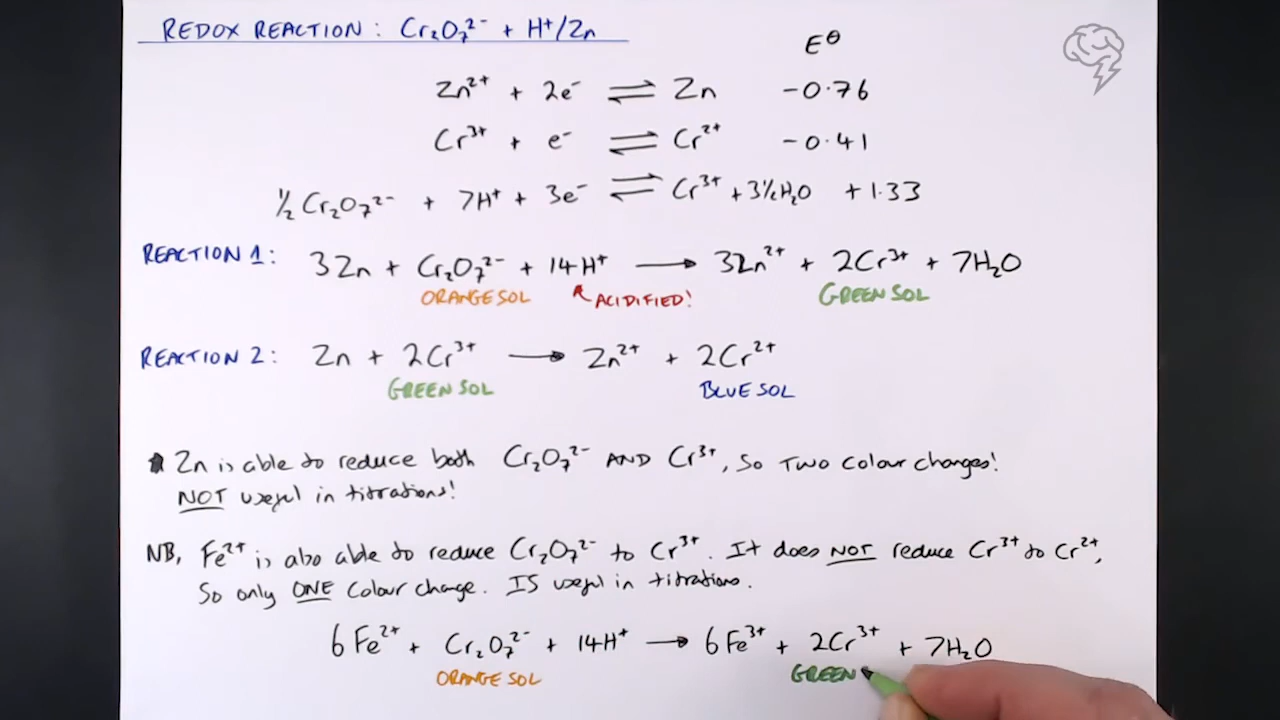 REDOX REACTION : Cr₂O₇²⁻ + H⁺/Zn
E⊖
Zn²⁺ + 2e⁻ ⇌ Zn −0.76
Cr³⁺ + e⁻ ⇌ Cr²⁺ −0.41
½ Cr₂O₇²⁻ + 7H⁺ + 3e⁻ ⇌ Cr³⁺ + 3½H₂O +1.33
REACTION 1: 3Zn + Cr₂O₇²⁻ + 14H⁺ → 3Zn²⁺ + 2Cr³⁺ + 7H₂O
ORANGE SOL ACIDIFIED! GREEN SOL
REACTION 2: Zn + 2Cr³⁺ → Zn²⁺ + 2Cr²⁺
GREEN SOL BLUE SOL
Zn is able to reduce both Cr₂O₇²⁻ AND Cr³⁺, so TWO colour changes!
NOT useful in titrations!
NB, Fe²⁺ is also able to reduce Cr₂O₇²⁻ to Cr³⁺. It does NOT reduce Cr³⁺ to Cr²⁺,
So only ONE colour change. IS useful in titrations.
6Fe²⁺ + Cr₂O₇²⁻ + 14H⁺ → 6Fe³⁺ + 2Cr³⁺ + 7H₂O
ORANGE SOL GREEN